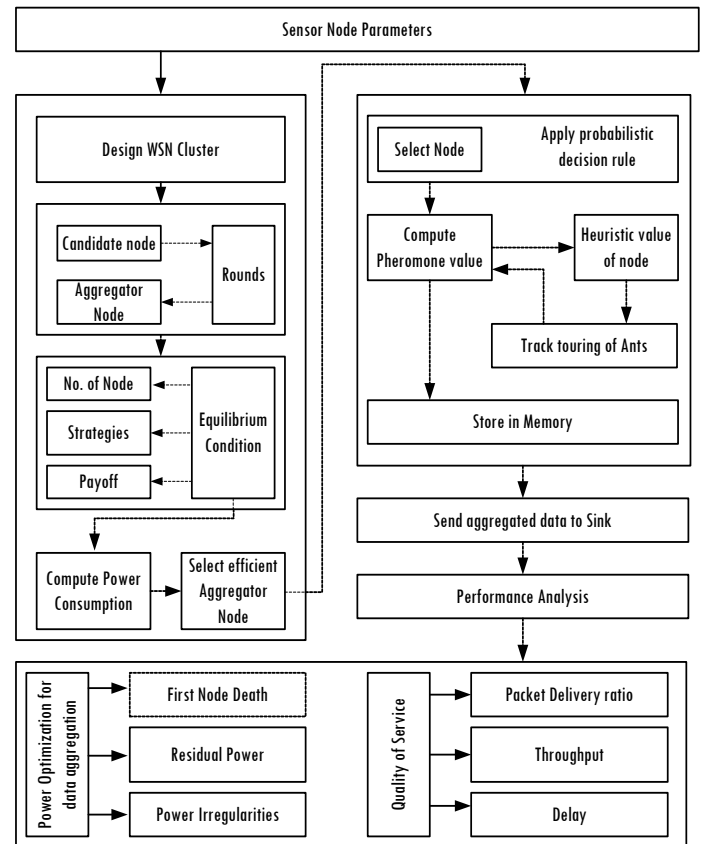 Sensor Node Parameters
Design WSN Cluster
Candidate node
Aggregator
Node
Rounds
No. of Node
Strategies
Payoff
Equilibrium
Condition
Compute Power
Consumption
Select efficient
Aggregator
Node
Select Node
Apply probabilistic
decision rule
Compute
Pheromone value
Heuristic value
of node
Track touring of Ants
Store in Memory
Send aggregated data to Sink
Performance Analysis
Power Optimization for
data aggregation
First Node Death
Residual Power
Power Irregularities
Quality of Service
Packet Delivery ratio
Throughput
Delay